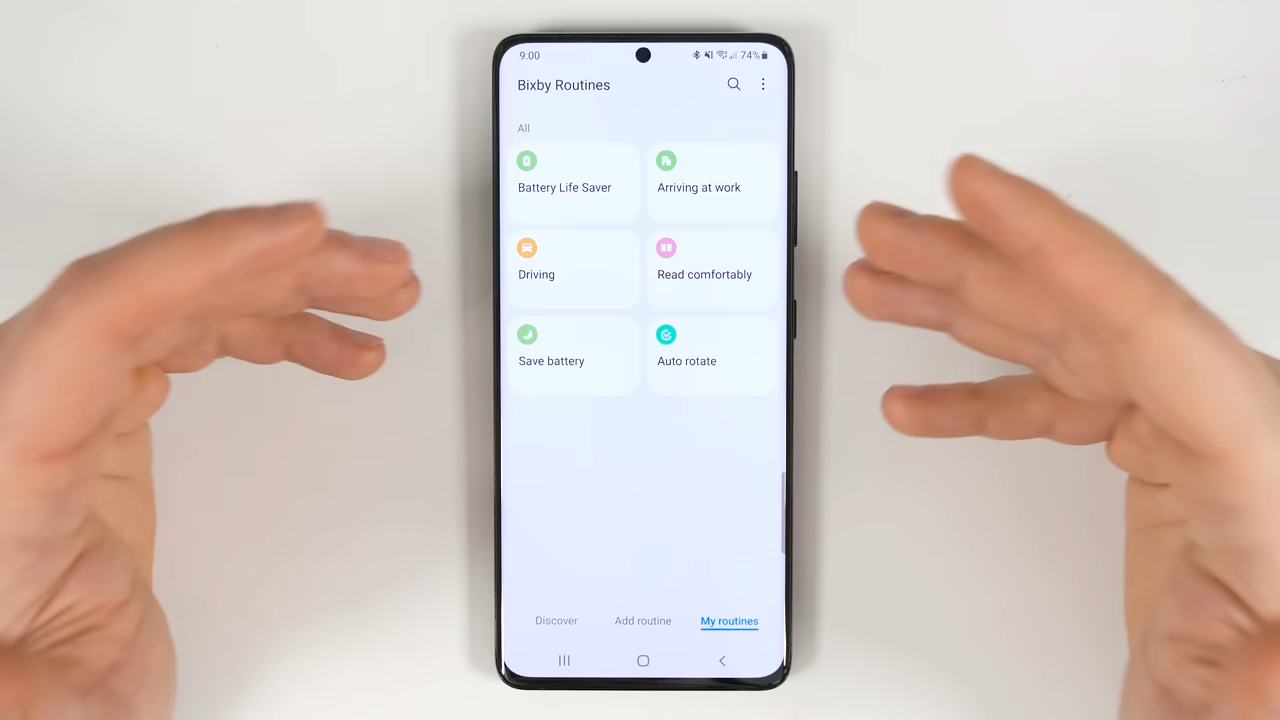 9:00 74%
Bixby Routines
All
Battery Life Saver
Arriving at work
Driving
Read comfortably
Save battery
Auto rotate
Discover Add routine My routines